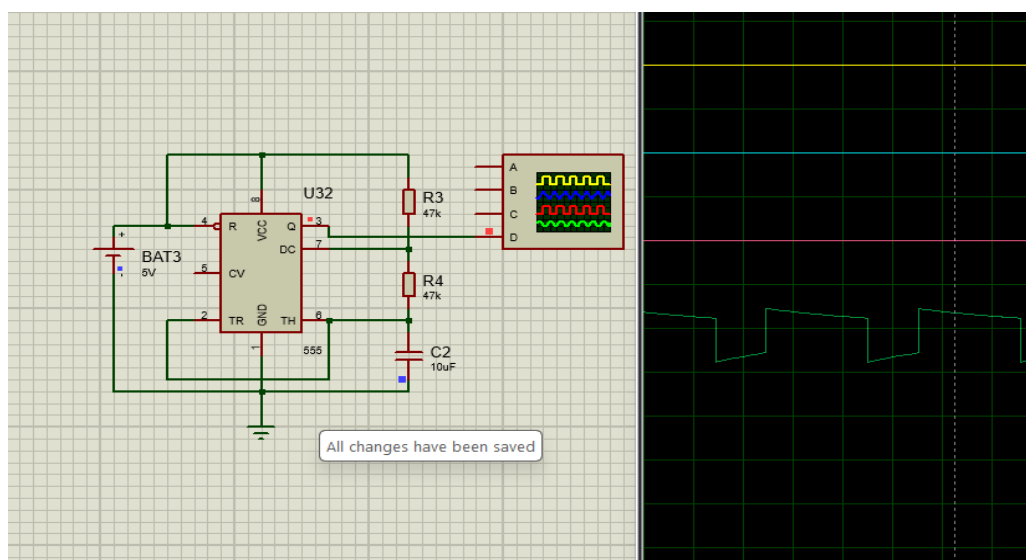 U32
R3
47k
4
R
8
VCC
Q
3
DC
7
A
B
C
D
+
BAT3
5V
-
5
CV
R4
47k
2
TR
GND
1
TH
6
555
C2
10uF
All changes have been saved